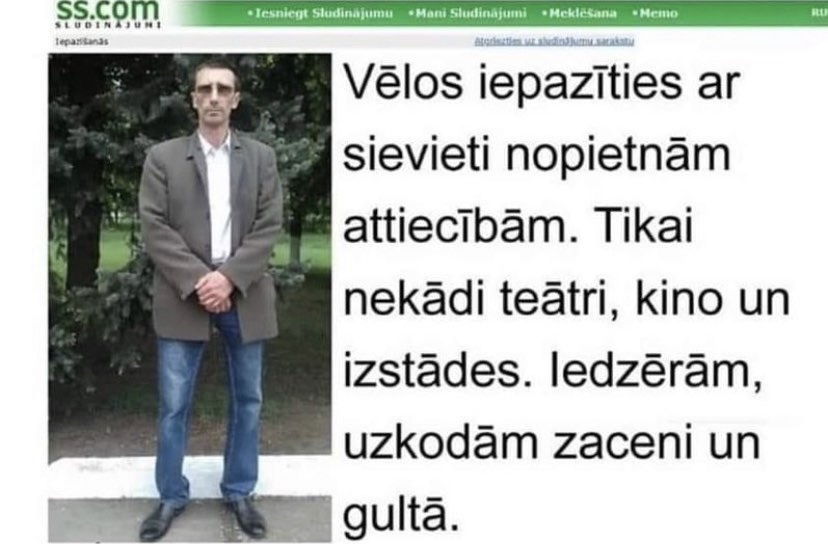 ss.com
SLUDINĀJUMI
•Iesniegt Sludinājumu •Mani Sludinājumi •Meklēšana •Memo RU
Iepazīšanās Atgriezties uz sludinājumu sarakstu
Vēlos iepazīties ar
sievieti nopietnām
attiecībām. Tikai
nekādi teātri, kino un
izstādes. Iedzērām,
uzkodām zaceni un
gultā.